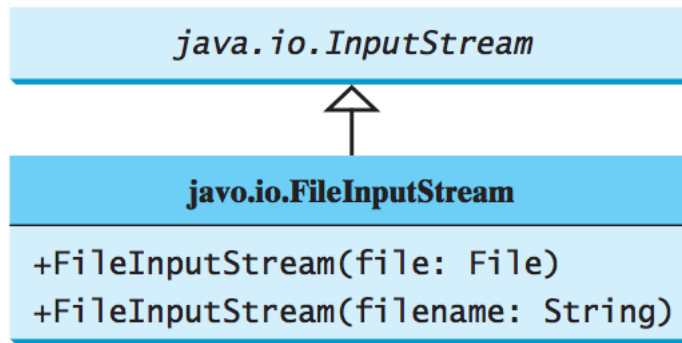 java.io.InputStream
javo.io.FileInputStream
+FileInputStream(file: File)
+FileInputStream(filename: String)